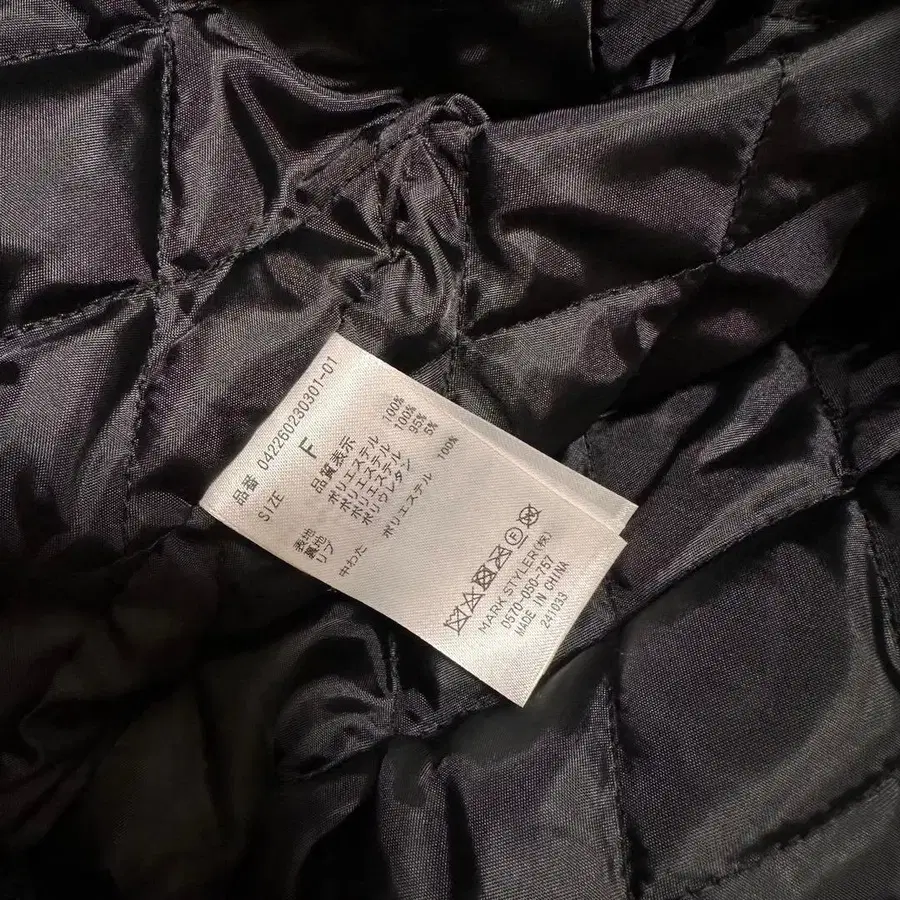 品番 042260230301-01
SIZE F
品質表示
表地 ポリエステル 100%
裏地 ポリエステル 100%
リブ ポリエステル 95%
ポリウレタン 5%
中わた ポリエステル 100%
F
MARK STYLER(株)
0570-050-757
MADE IN CHINA
241033